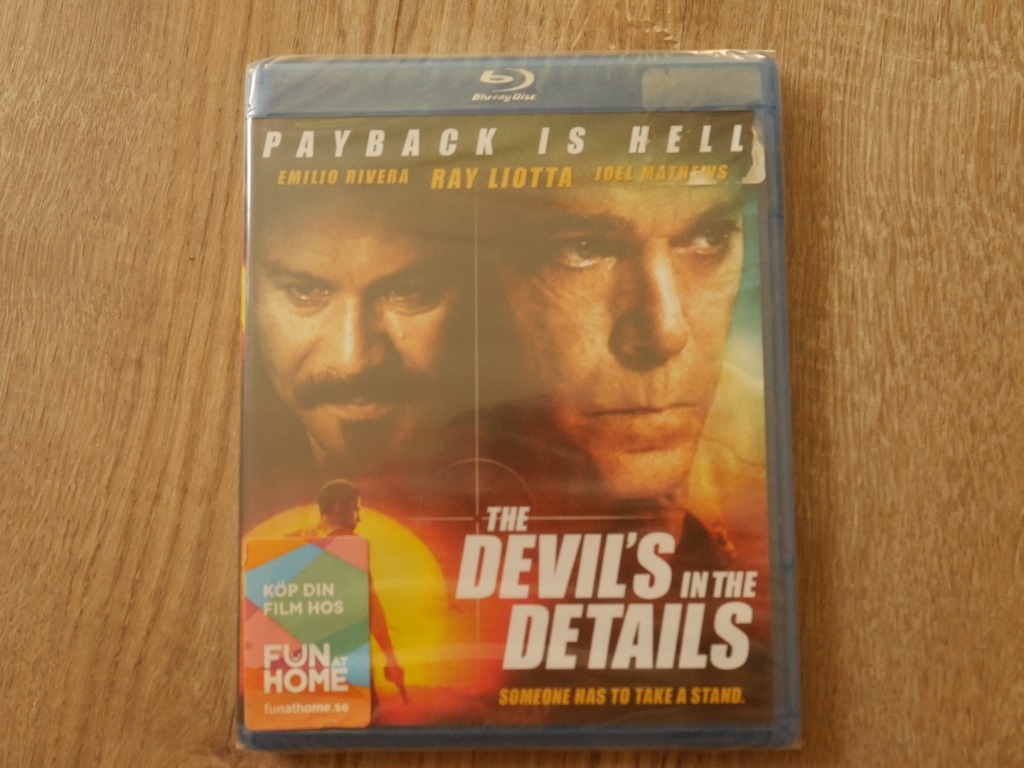 Blu-ray Disc
PAYBACK IS HELL
EMILIO RIVERA RAY LIOTTA JOEL MATHEWS
THE
DEVIL'S IN THE
DETAILS
SOMEONE HAS TO TAKE A STAND.
KÖP DIN
FILM HOS
FUN AT
HOME
funathome.se